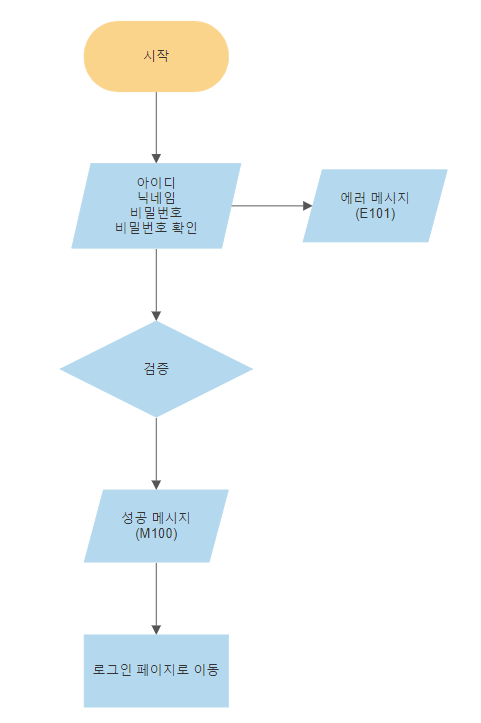 시작
아이디
닉네임
비밀번호
비밀번호 확인
에러 메시지
(E101)
검증
성공 메시지
(M100)
로그인 페이지로 이동